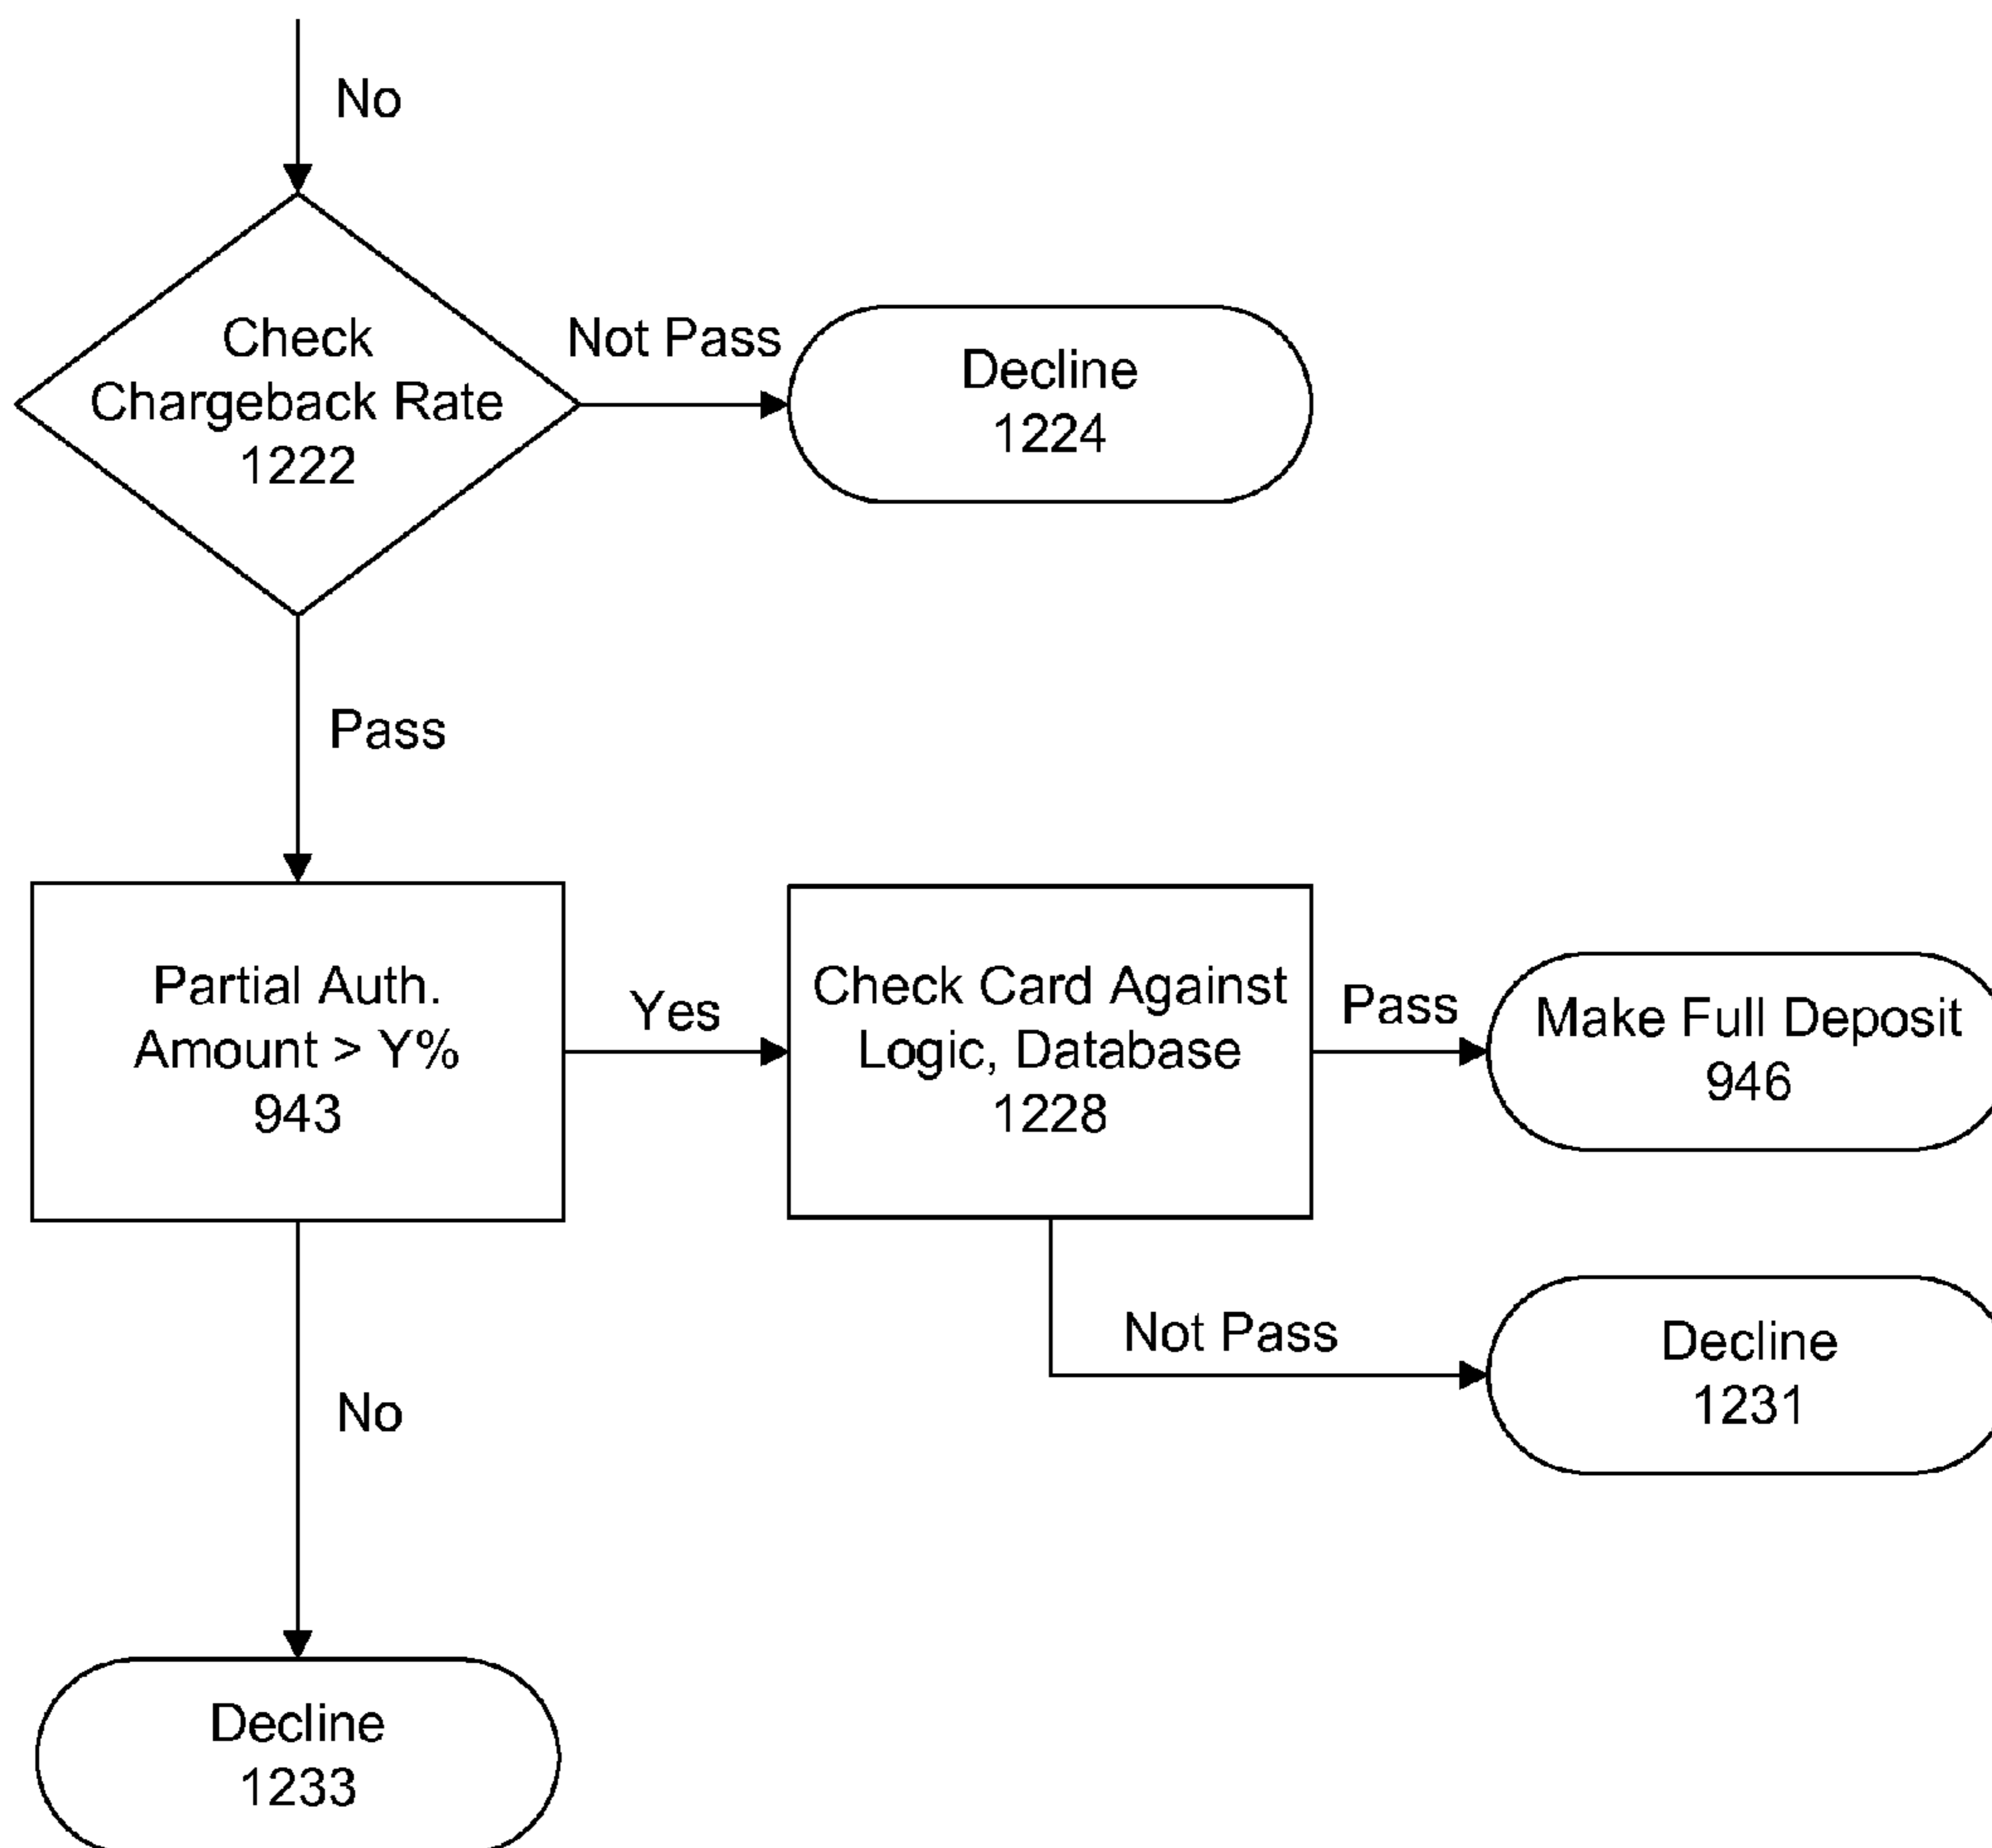 No
Check
Chargeback Rate
1222
Not Pass
Decline
1224
Pass
Partial Auth.
Amount > Y%
943
Yes
Check Card Against
Logic, Database
1228
Pass
Make Full Deposit
946
Not Pass
Decline
1231
No
Decline
1233